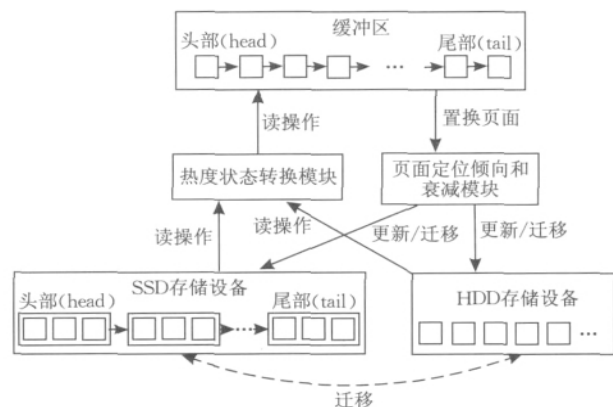 缓冲区
头部(head)
尾部(tail)
…
读操作
置换页面
热度状态转换模块
页面定位倾向和
衰减模块
读操作
读操作
更新/迁移
更新/迁移
SSD存储设备
头部(head)
尾部(tail)
…
HDD存储设备
…
迁移